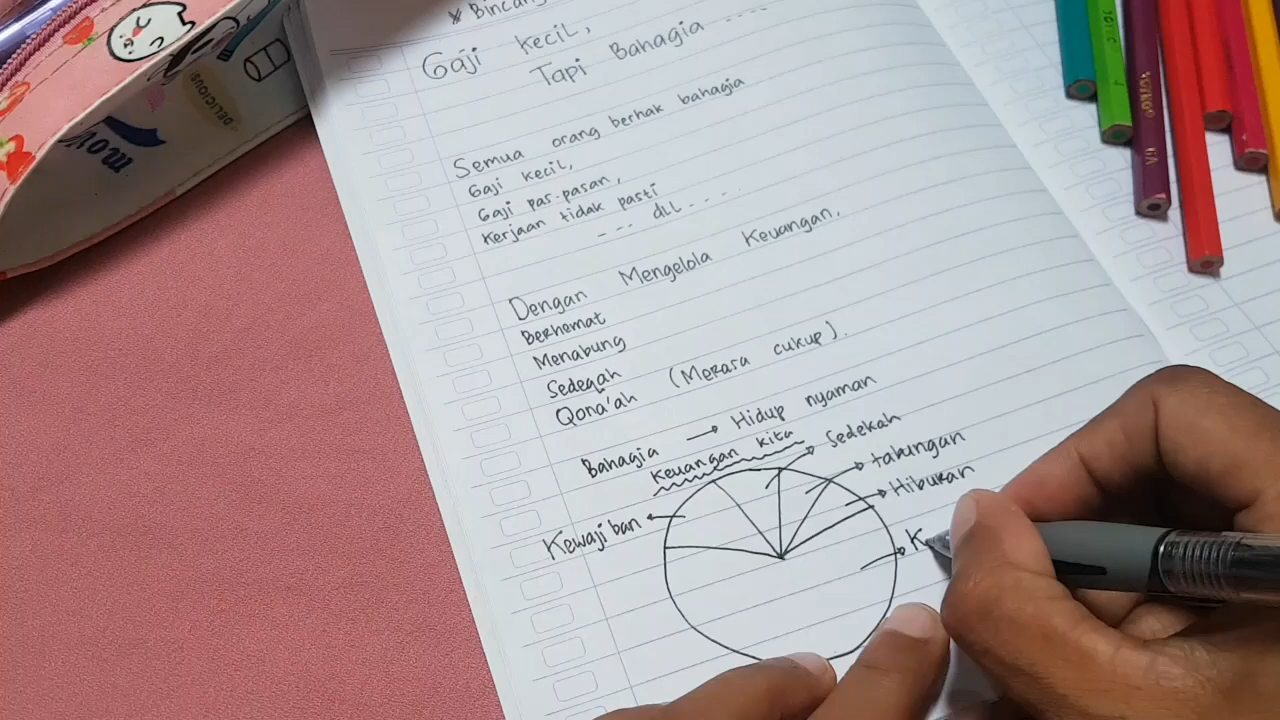 Gaji kecil,
Tapi Bahagia ....
Semua orang berhak bahagia
Gaji kecil,
Gaji pas-pasan,
Kerjaan tidak pasti
--- dll....
Dengan Mengelola Keuangan,
Berhemat
Menabung
Sedeqah
Qona'ah (Merasa cukup).
Bahagia → Hidup nyaman
Keuangan kita
Sedekah
tabungan
Hiburan
Kewajiban
K
DELICIOUS!